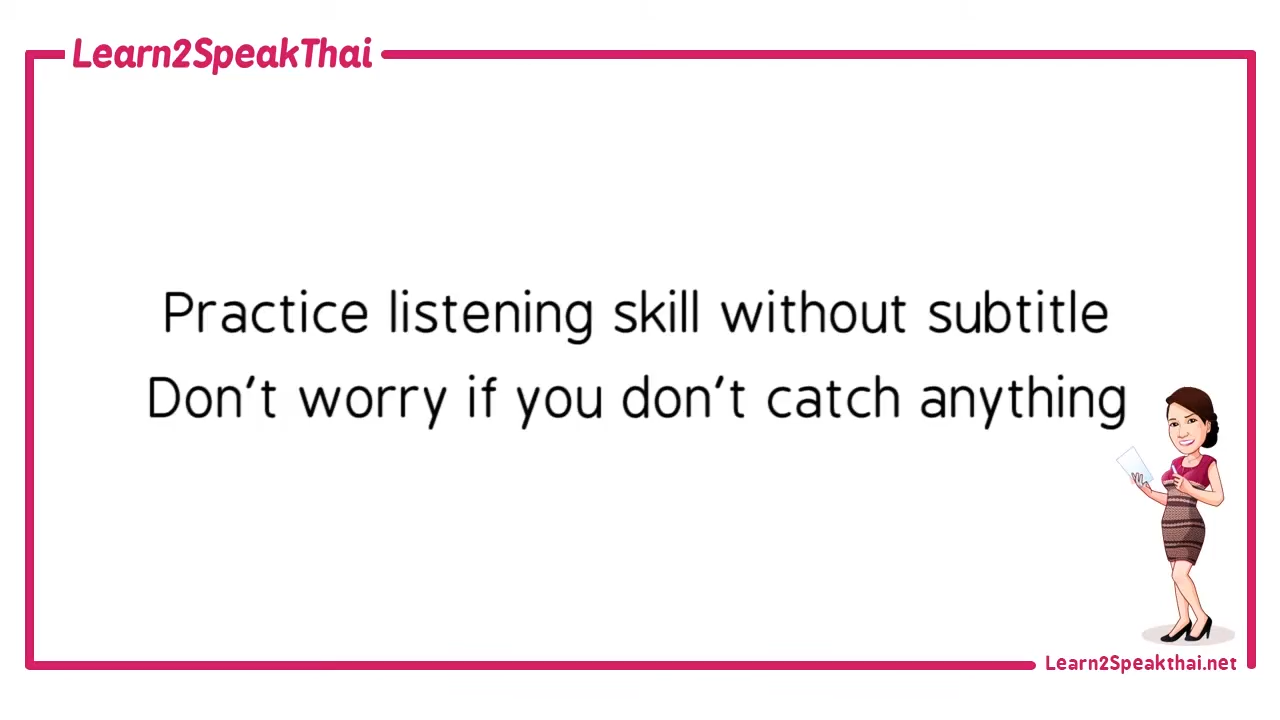 Learn2SpeakThai
Practice listening skill without subtitle
Don't worry if you don't catch anything
Learn2Speakthai.net